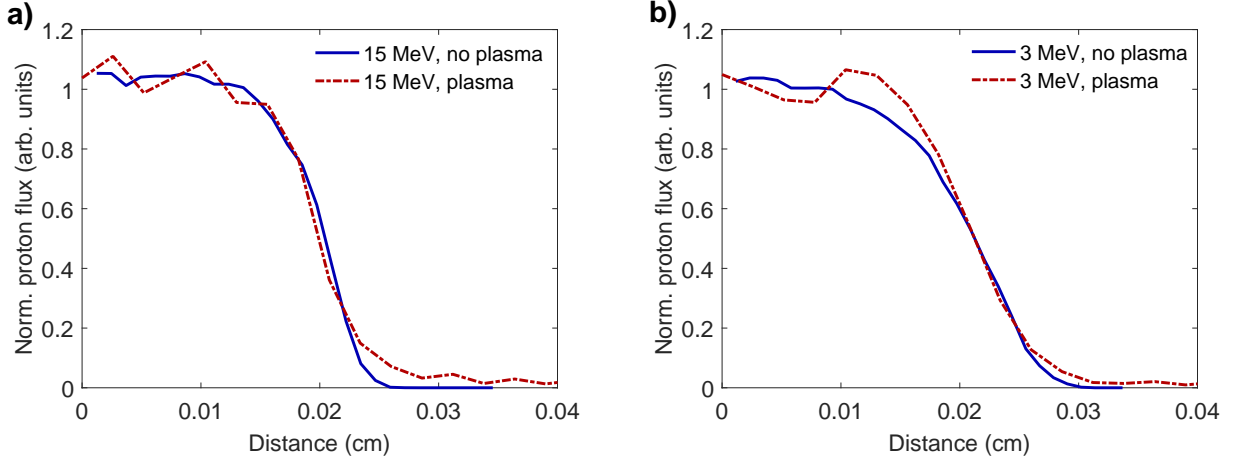 a)
1.2
1
0.8
0.6
0.4
0.2
0
Norm. proton flux (arb. units)
15 MeV, no plasma
15 MeV, plasma
0 0.01 0.02 0.03 0.04
Distance (cm)
b)
1.2
1
0.8
0.6
0.4
0.2
0
Norm. proton flux (arb. units)
3 MeV, no plasma
3 MeV, plasma
0 0.01 0.02 0.03 0.04
Distance (cm)